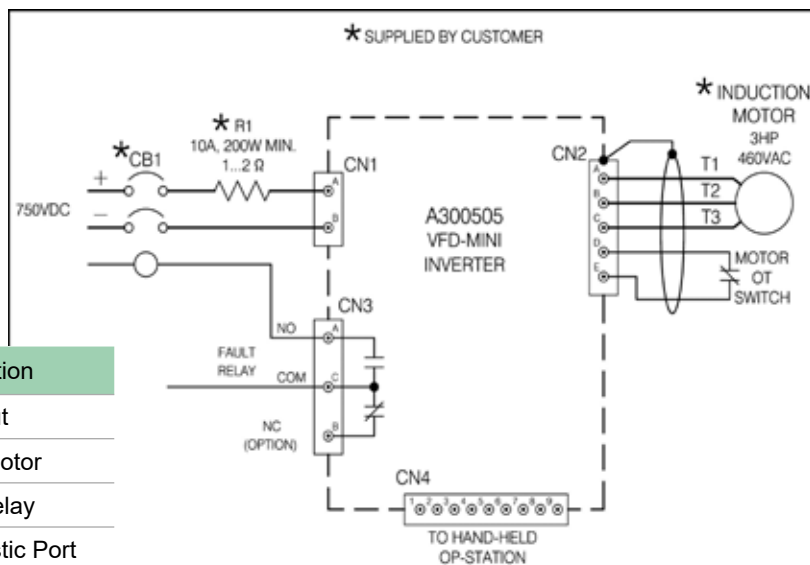 ★ SUPPLIED BY CUSTOMER
★ INDUCTION
MOTOR
3HP
460VAC
★ R1
10A, 200W MIN.
1...2 Ω
★ CB1
+
−
750VDC
CN1
A
B
A300505
VFD-MINI
INVERTER
CN2
A
B
C
D
E
T1
T2
T3
MOTOR
OT
SWITCH
CN3
A
C
B
NO
FAULT
RELAY
COM
NC
(OPTION)
CN4
1 2 3 4 5 6 7 8 9
TO HAND-HELD
OP-STATION
tion
t
otor
elay
stic Port